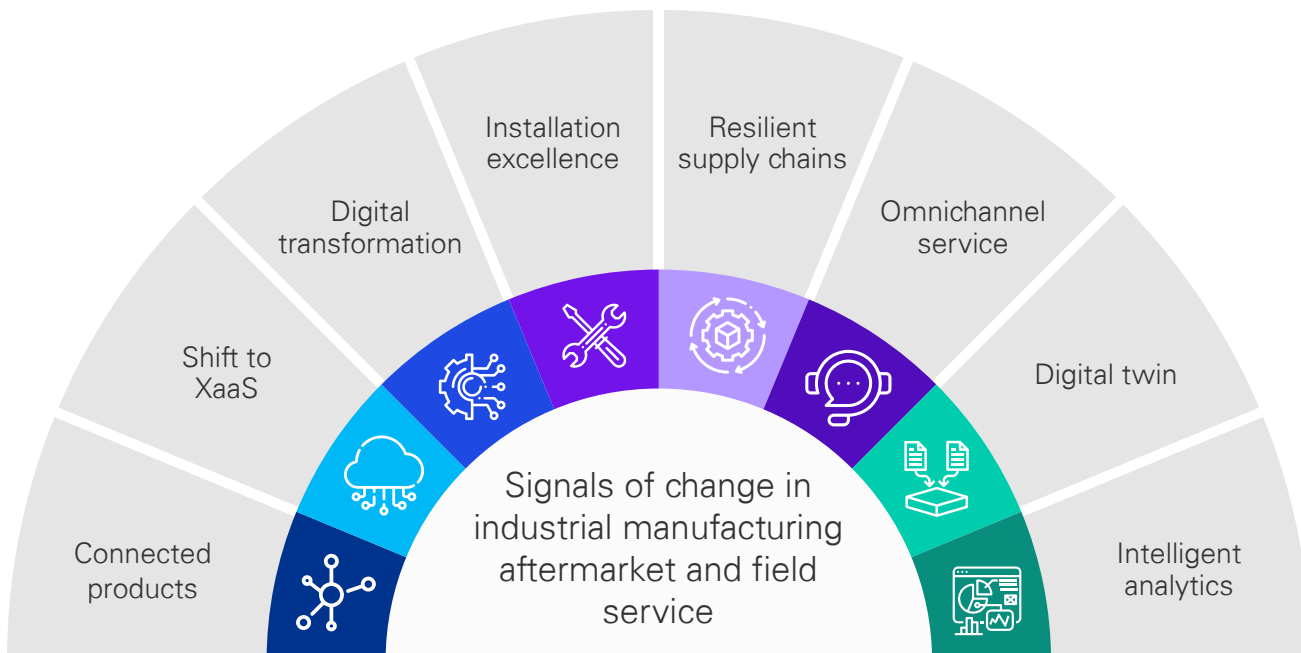 Connected
products
Shift to
XaaS
Digital
transformation
Installation
excellence
Resilient
supply chains
Omnichannel
service
Digital twin
Intelligent
analytics
Signals of change in
industrial manufacturing
aftermarket and field
service